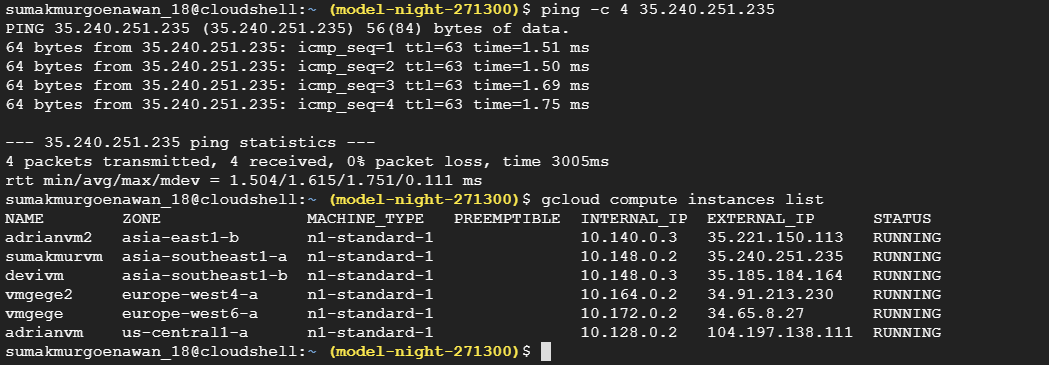 sumakmurgoenawan_18@cloudshell:~ (model-night-271300)$ ping -c 4 35.240.251.235
PING 35.240.251.235 (35.240.251.235) 56(84) bytes of data.
64 bytes from 35.240.251.235: icmp_seq=1 ttl=63 time=1.51 ms
64 bytes from 35.240.251.235: icmp_seq=2 ttl=63 time=1.50 ms
64 bytes from 35.240.251.235: icmp_seq=3 ttl=63 time=1.69 ms
64 bytes from 35.240.251.235: icmp_seq=4 ttl=63 time=1.75 ms
--- 35.240.251.235 ping statistics ---
4 packets transmitted, 4 received, 0% packet loss, time 3005ms
rtt min/avg/max/mdev = 1.504/1.615/1.751/0.111 ms
sumakmurgoenawan_18@cloudshell:~ (model-night-271300)$ gcloud compute instances list
NAME ZONE MACHINE_TYPE PREEMPTIBLE INTERNAL_IP EXTERNAL_IP STATUS
adrianvm2 asia-east1-b n1-standard-1 10.140.0.3 35.221.150.113 RUNNING
sumakmurvm asia-southeast1-a n1-standard-1 10.148.0.2 35.240.251.235 RUNNING
devivm asia-southeast1-b n1-standard-1 10.148.0.3 35.185.184.164 RUNNING
vmgege2 europe-west4-a n1-standard-1 10.164.0.2 34.91.213.230 RUNNING
vmgege europe-west6-a n1-standard-1 10.172.0.2 34.65.8.27 RUNNING
adrianvm us-central1-a n1-standard-1 10.128.0.2 104.197.138.111 RUNNING
sumakmurgoenawan_18@cloudshell:~ (model-night-271300)$